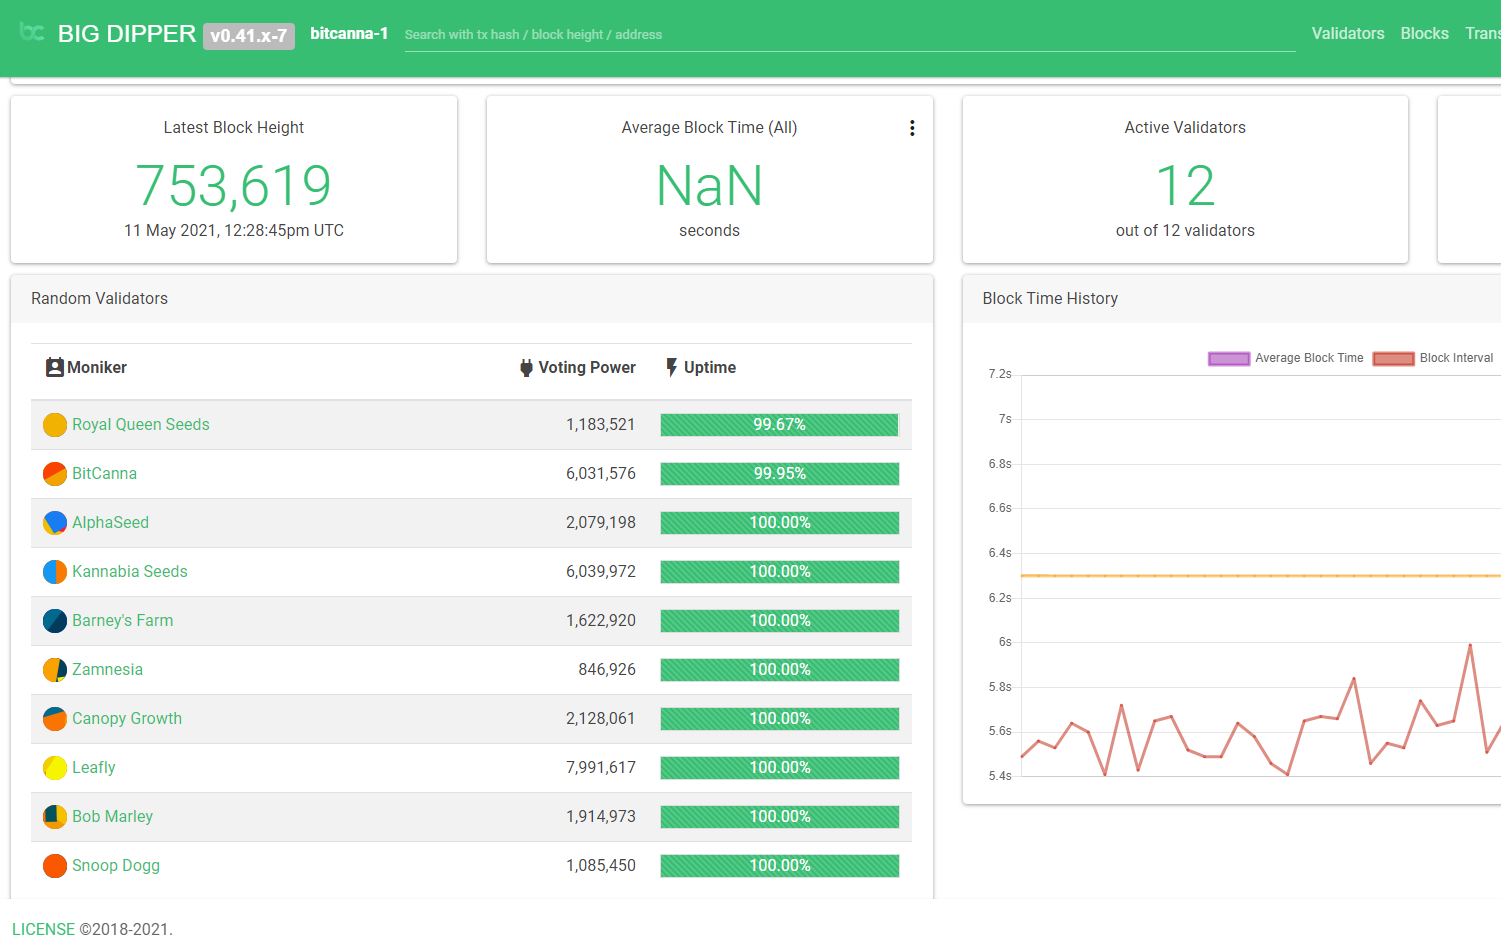 bc BIG DIPPER v0.41.x-7 bitcanna-1 Search with tx hash / block height / address Validators Blocks Trans
Latest Block Height
753,619
11 May 2021, 12:28:45pm UTC
Average Block Time (All)
NaN
seconds
Active Validators
12
out of 12 validators
Random Validators
Moniker Voting Power Uptime
Royal Queen Seeds 1,183,521 99.67%
BitCanna 6,031,576 99.95%
AlphaSeed 2,079,198 100.00%
Kannabia Seeds 6,039,972 100.00%
Barney's Farm 1,622,920 100.00%
Zamnesia 846,926 100.00%
Canopy Growth 2,128,061 100.00%
Leafly 7,991,617 100.00%
Bob Marley 1,914,973 100.00%
Snoop Dogg 1,085,450 100.00%
Block Time History
Average Block Time Block Interval
7.2s
7s
6.8s
6.6s
6.4s
6.2s
6s
5.8s
5.6s
5.4s
LICENSE ©2018-2021.